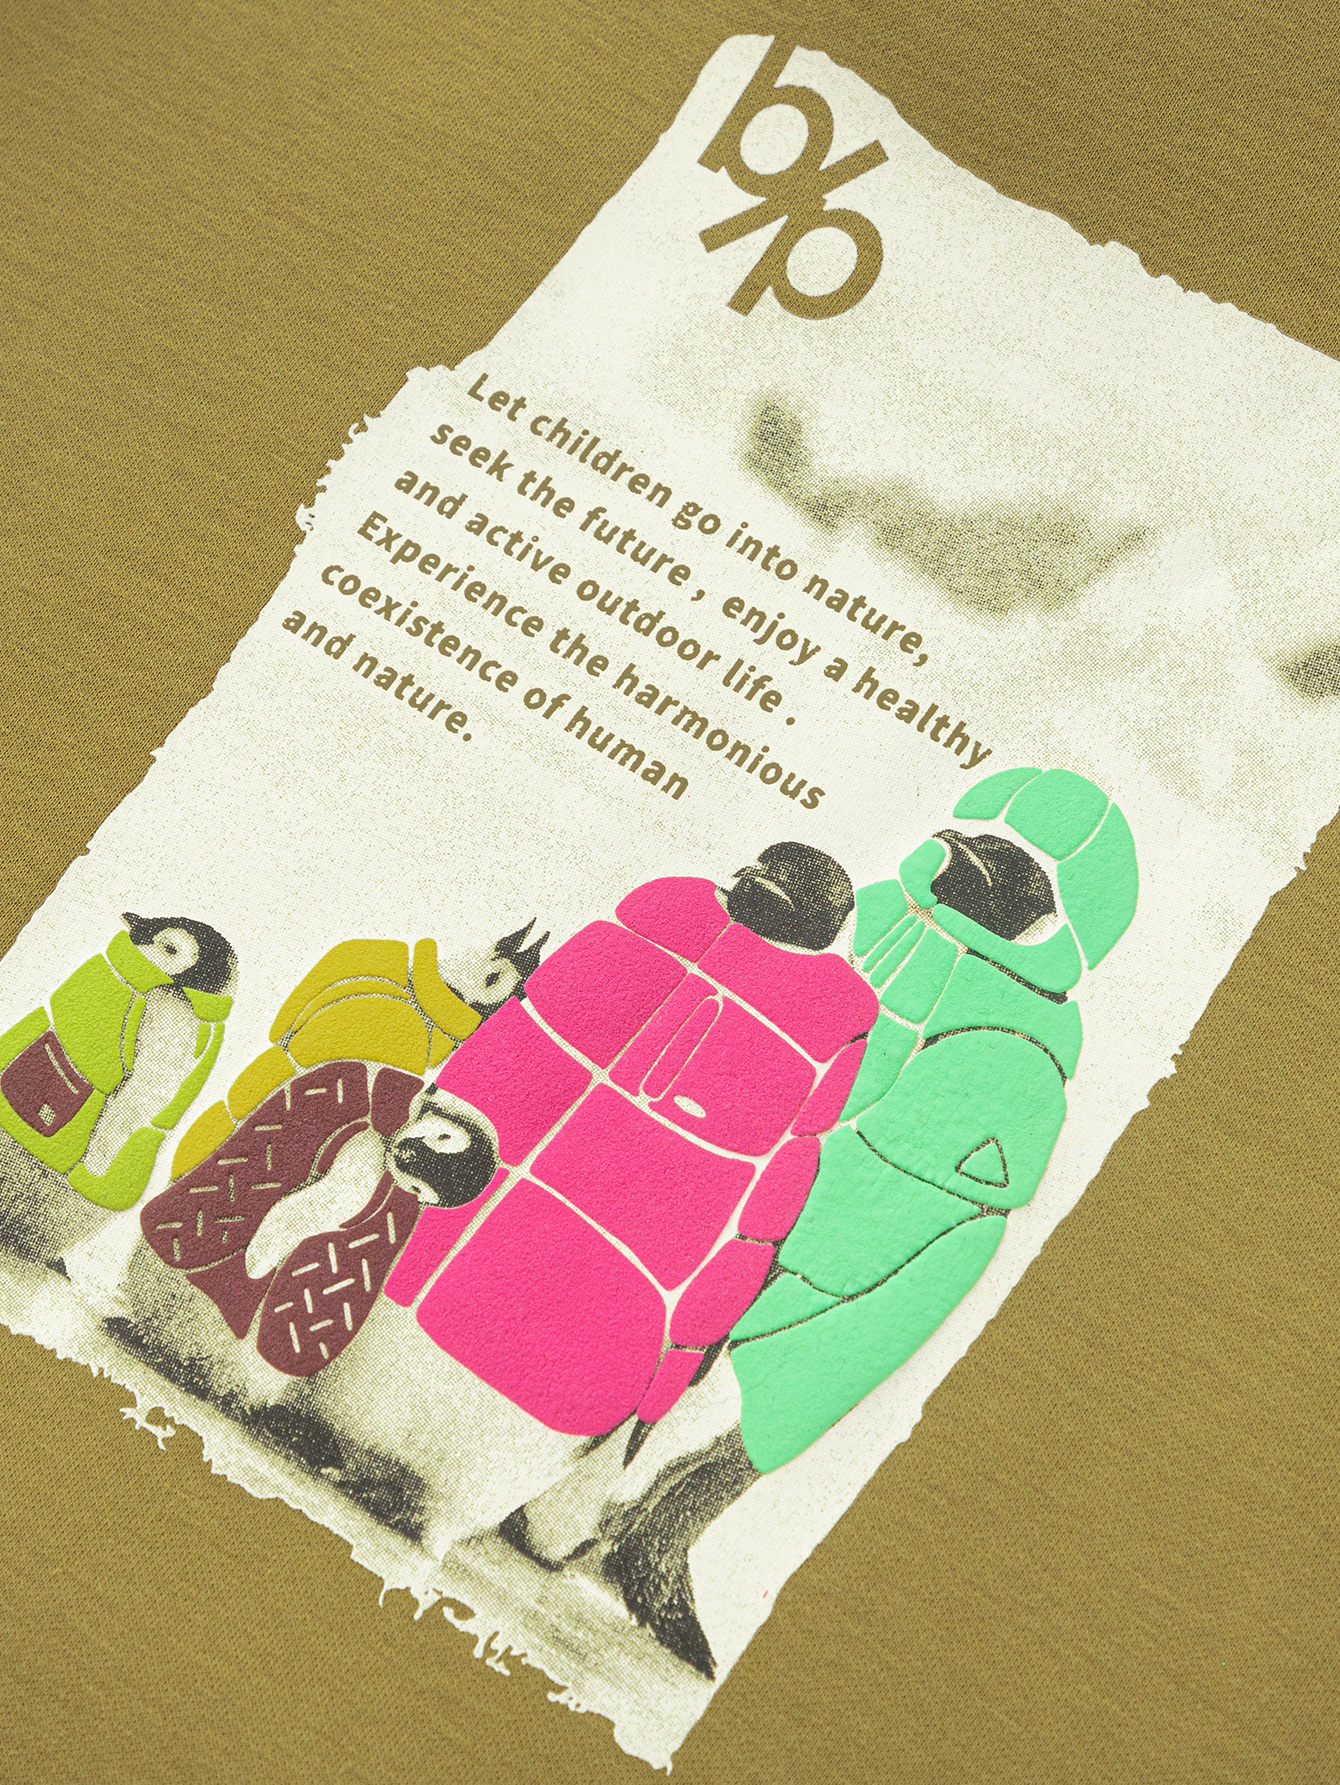 b/p
Let children go into nature,
seek the future , enjoy a healthy
and active outdoor life .
Experience the harmonious
coexistence of human
and nature.